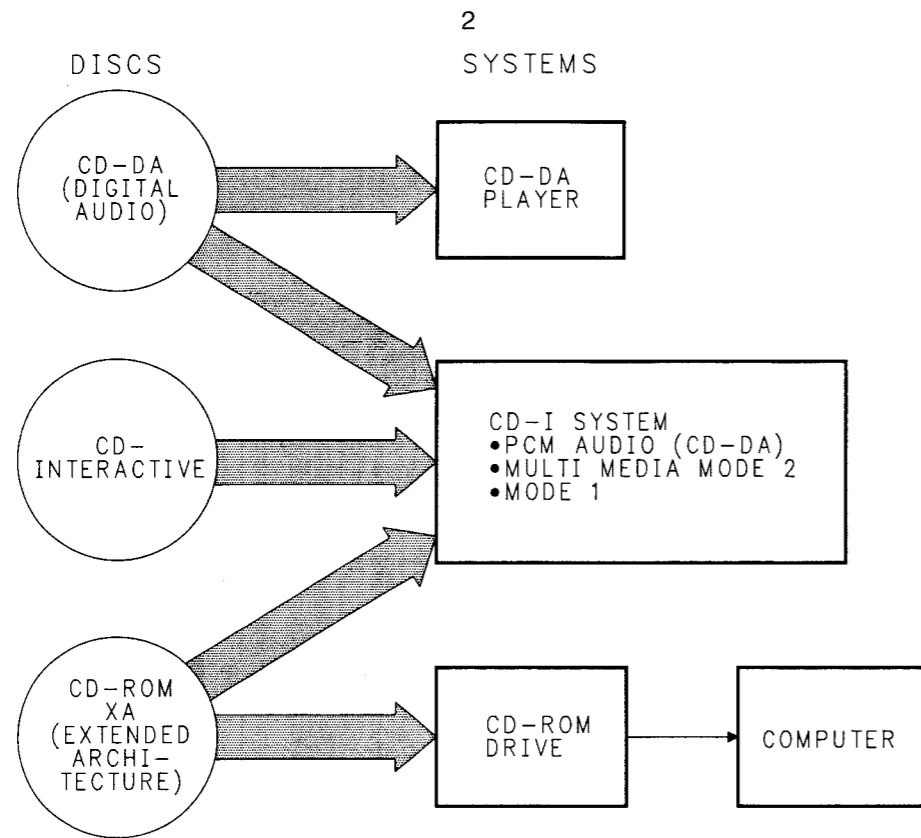 2
DISCS
SYSTEMS
CD-DA
(DIGITAL
AUDIO)
CD-DA
PLAYER
CD-
INTERACTIVE
CD-I SYSTEM
•PCM AUDIO (CD-DA)
•MULTI MEDIA MODE 2
•MODE 1
CD-ROM
XA
(EXTENDED
ARCHI-
TECTURE)
CD-ROM
DRIVE
COMPUTER